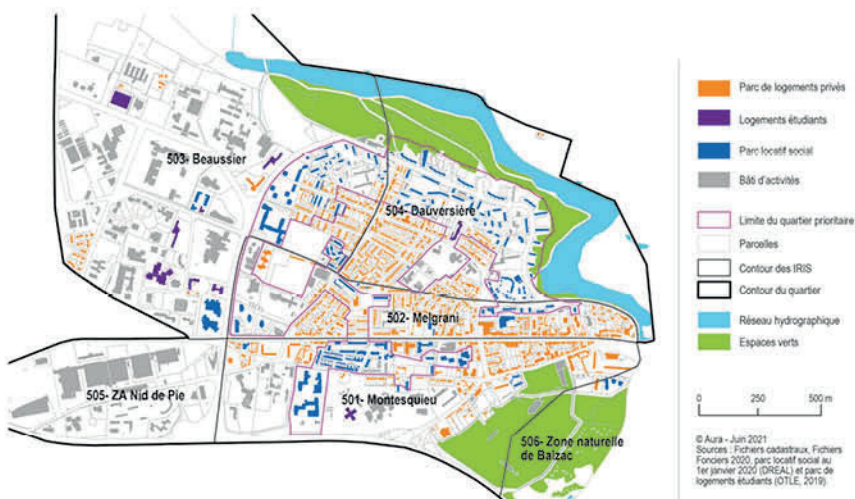 503- Beaussier
504- Dauversière
502- Melgrani
505- ZA Nid de Pie
501- Montesquieu
506- Zone naturelle
de Balzac
Parc de logements privés
Logements étudiants
Parc locatif social
Bâti d'activités
Limite du quartier prioritaire
Parcelles
Contour des IRIS
Contour du quartier
Réseau hydrographique
Espaces verts
0 250 500 m
© Aura - Juin 2021
Sources : Fichiers cadastraux, Fichiers
Fonciers 2020, parc locatif social au
1er janvier 2020 (DREAL) et parc de
logements étudiants (OTLE, 2019).